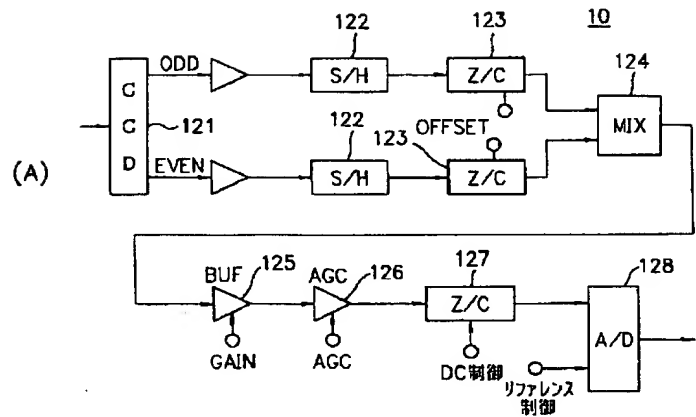 10
122
123
124
ODD
S/H
Z/C
CCD
121
OFFSET
MIX
(A)
122
123
EVEN
S/H
Z/C
BUF
125
AGC
126
127
128
Z/C
A/D
GAIN
AGC
DC制御
リファレンス
制御